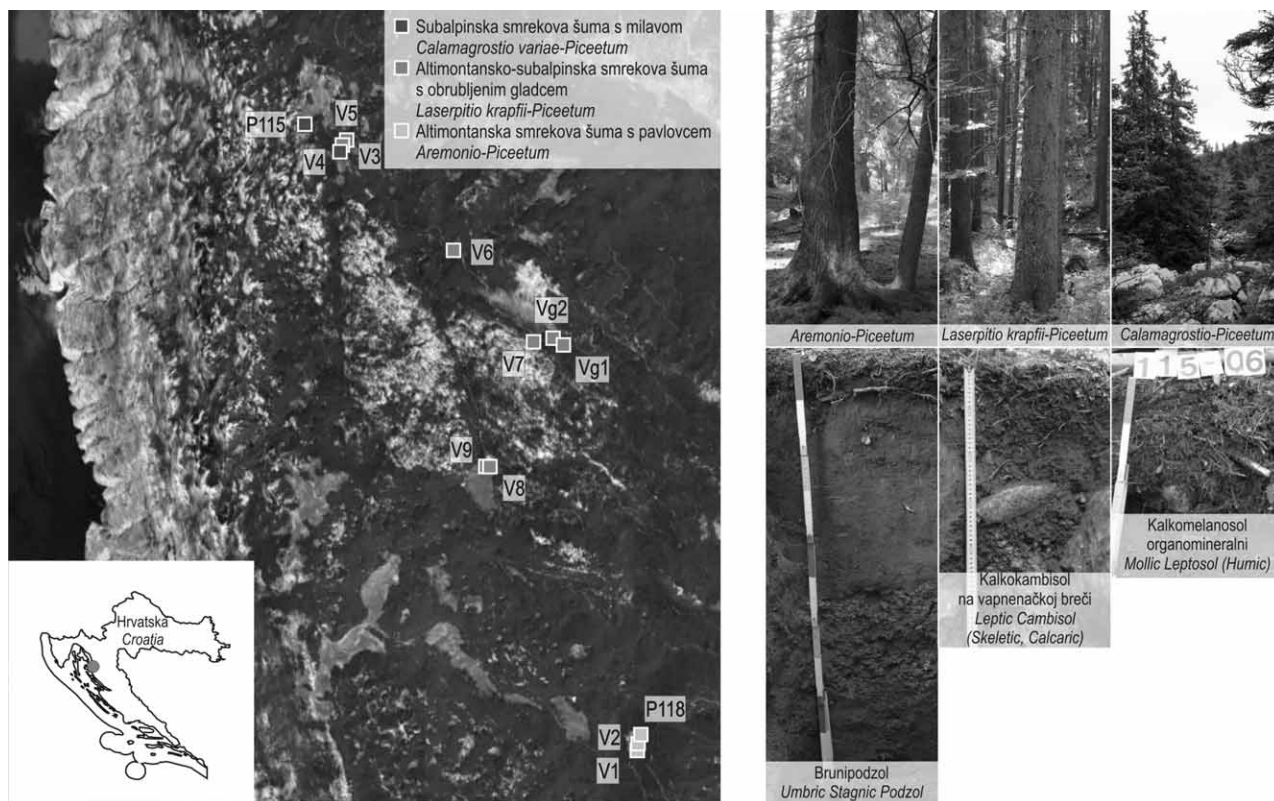 Subalpinska smrekova šuma s milavom
Calamagrostio variae-Piceetum
Altimontansko-subalpinska smrekova šuma
s obrubljenim gladcem
Laserpitio krapfii-Piceetum
Altimontanska smrekova šuma s pavlovcem
Aremonio-Piceetum
P115
V5
V4
V3
V6
Vg2
V7
Vg1
V9
V8
P118
V2
V1
Hrvatska
Croatia
Aremonio-Piceetum
Laserpitio krapfii-Piceetum
Calamagrostio-Piceetum
115-06
Kalkomelanosol
organomineralni
Mollic Leptosol (Humic)
Kalkokambisol
na vapnenačkoj breči
Leptic Cambisol
(Skeletic, Calcaric)
Brunipodzol
Umbric Stagnic Podzol